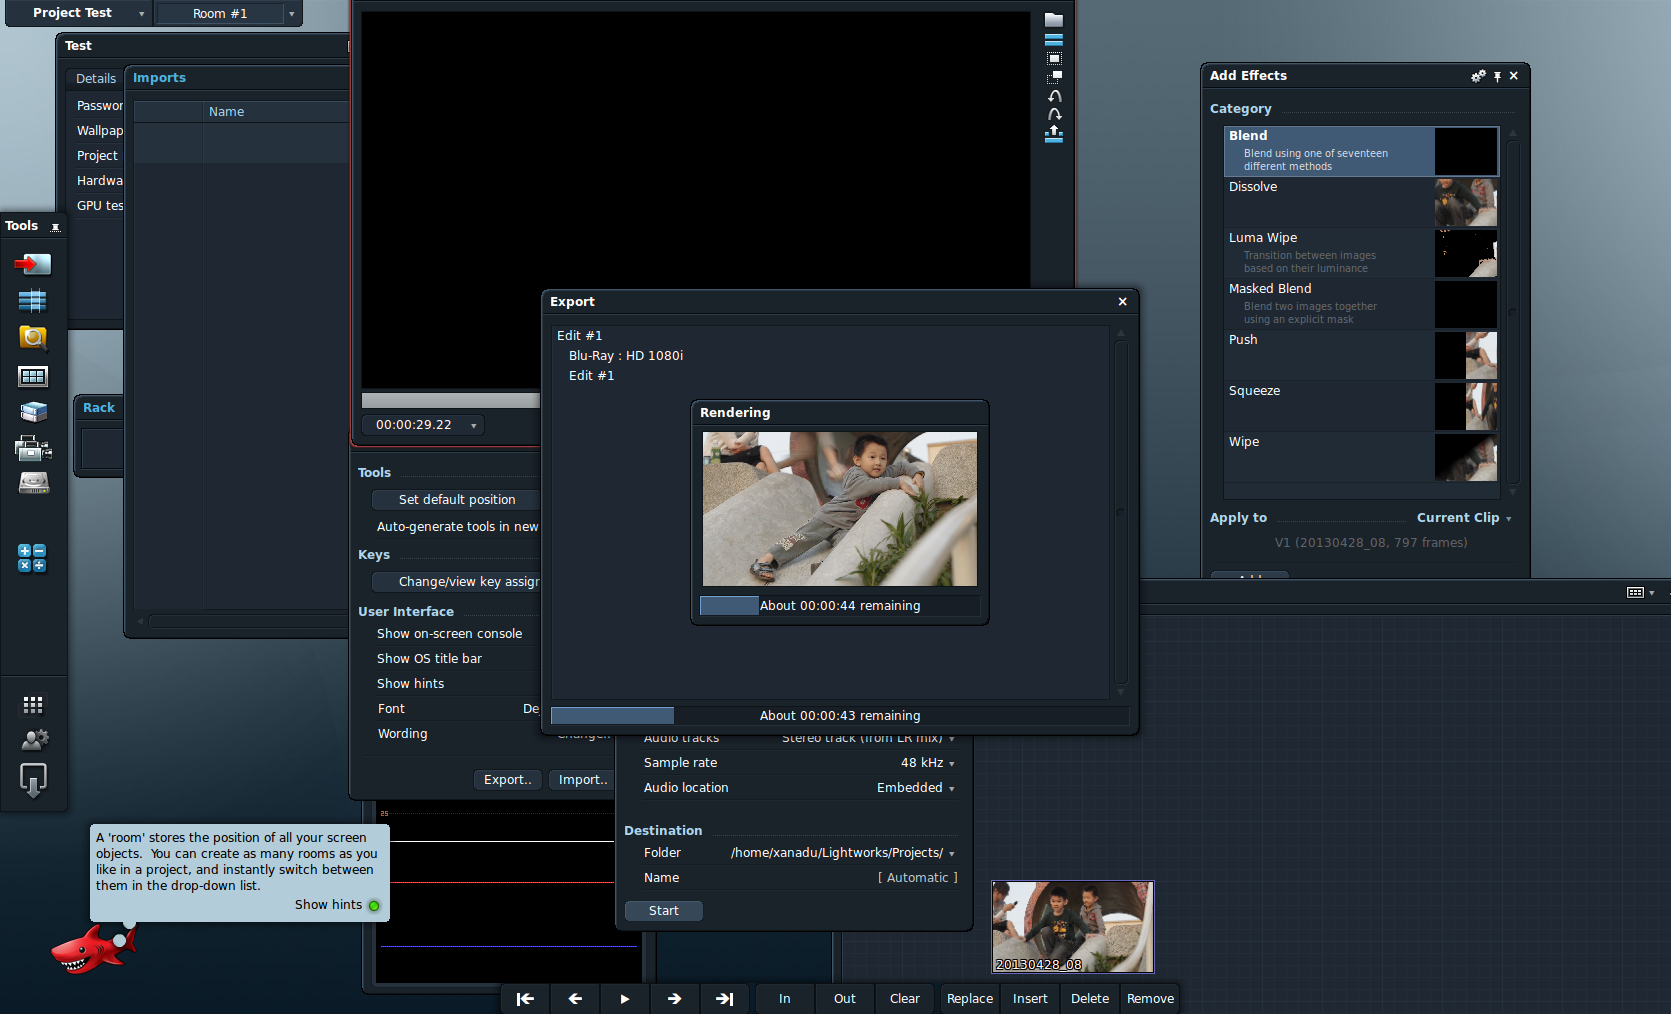 Project Test
Room #1
Test
Details
Imports
Name
Passwor
Wallpap
Project
Hardwa
GPU tes
Tools
Rack
00:00:29.22
Tools
Set default position
Auto-generate tools in new
Keys
Change/view key assign
User Interface
Show on-screen console
Show OS title bar
Show hints
Font
De
Wording
Export..
Import..
Export
Edit #1
Blu-Ray : HD 1080i
Edit #1
Rendering
About 00:00:44 remaining
About 00:00:43 remaining
Audio tracks
Stereo track (from LR mix)
Sample rate
48 kHz
Audio location
Embedded
Destination
Folder
/home/xanadu/Lightworks/Projects/
Name
[ Automatic ]
Start
Add Effects
Category
Blend
Blend using one of seventeen
different methods
Dissolve
Luma Wipe
Transition between images
based on their luminance
Masked Blend
Blend two images together
using an explicit mask
Push
Squeeze
Wipe
Apply to
Current Clip
V1 (20130428_08, 797 frames)
25
A 'room' stores the position of all your screen
objects.  You can create as many rooms as you
like in a project, and instantly switch between
them in the drop-down list.
Show hints
20130428_08
In
Out
Clear
Replace
Insert
Delete
Remove